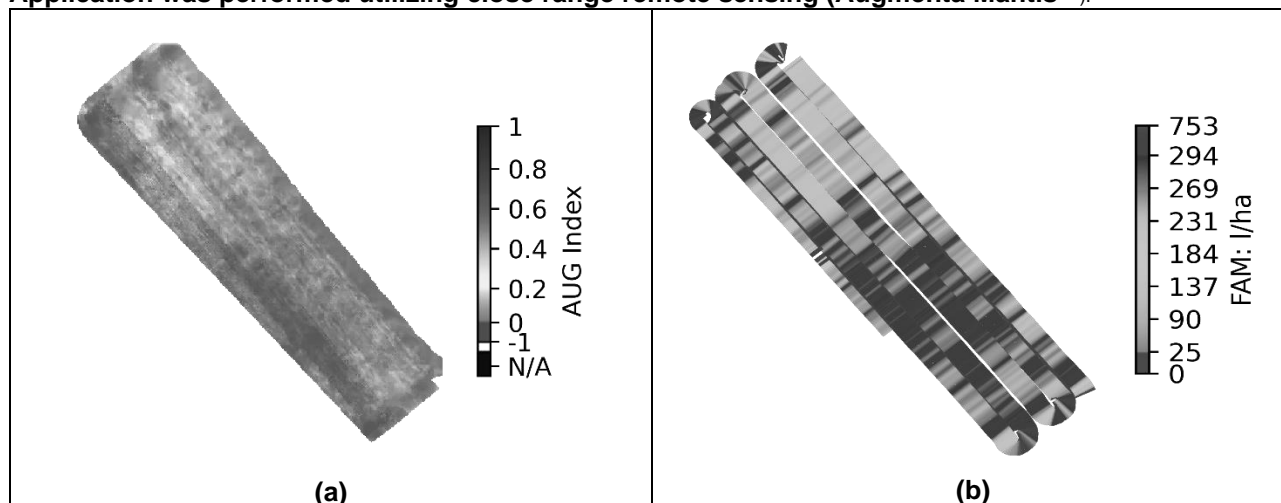 Application was performed utilizing close range remote sensing (Augmenta Mantis
1
0.8
0.6
0.4
0.2
0
-1
N/A
AUG Index
(a)
753
294
269
231
184
137
90
25
0
FAM: l/ha
(b)